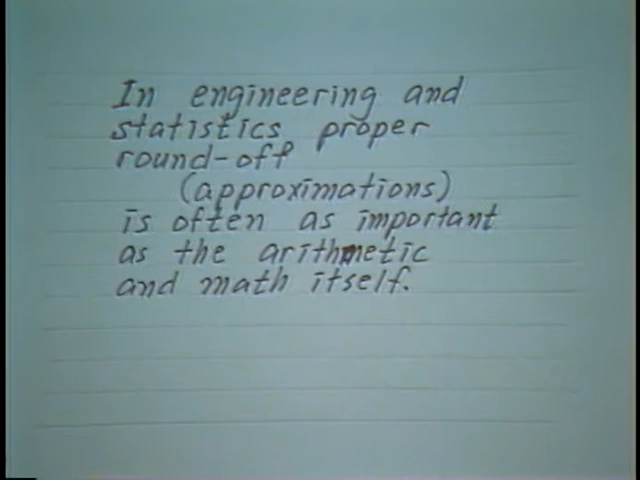 In engineering and
statistics proper
round-off
(approximations)
is often as important
as the arithmetic
and math itself.